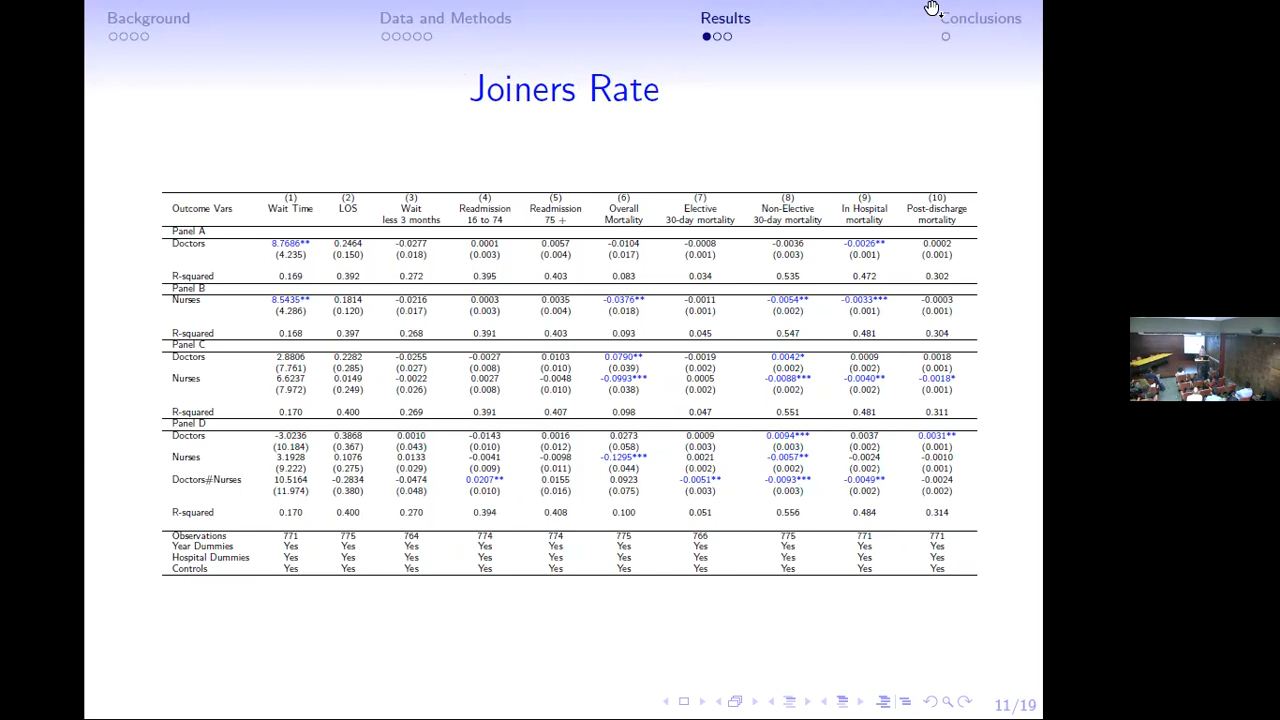 Background Data and Methods Results Conclusions
Joiners Rate
(1) (2) (3) (4) (5) (6) (7) (8) (9) (10)
Outcome Vars Wait Time LOS Wait Readmission Readmission Overall Elective Non-Elective In Hospital Post-discharge
less 3 months 16 to 74 75 + Mortality 30-day mortality 30-day mortality mortality mortality
Panel A
Doctors 8.7686** 0.2464 -0.0277 0.0001 0.0057 -0.0104 -0.0008 -0.0036 -0.0026** 0.0002
(4.235) (0.150) (0.018) (0.003) (0.004) (0.017) (0.001) (0.003) (0.001) (0.001)
R-squared 0.169 0.392 0.272 0.395 0.403 0.083 0.034 0.535 0.472 0.302
Panel B
Nurses 8.5435** 0.1814 -0.0216 0.0003 0.0035 -0.0376** -0.0011 -0.0054** -0.0033*** -0.0003
(4.286) (0.120) (0.017) (0.003) (0.004) (0.018) (0.001) (0.002) (0.001) (0.001)
R-squared 0.168 0.397 0.268 0.391 0.403 0.093 0.045 0.547 0.481 0.304
Panel C
Doctors 2.8806 0.2282 -0.0255 -0.0027 0.0103 0.0790** -0.0019 0.0042* 0.0009 0.0018
(7.761) (0.285) (0.027) (0.008) (0.010) (0.039) (0.002) (0.002) (0.002) (0.001)
Nurses 6.6237 0.0149 -0.0022 0.0027 -0.0048 -0.0993*** 0.0005 -0.0088*** -0.0040** -0.0018*
(7.972) (0.249) (0.026) (0.008) (0.010) (0.038) (0.002) (0.002) (0.002) (0.001)
R-squared 0.170 0.400 0.269 0.391 0.407 0.098 0.047 0.551 0.481 0.311
Panel D
Doctors -3.0236 0.3868 0.0010 -0.0143 0.0016 0.0273 0.0009 0.0094*** 0.0037 0.0031**
(10.184) (0.367) (0.043) (0.010) (0.012) (0.058) (0.003) (0.003) (0.002) (0.001)
Nurses 3.1928 0.1076 0.0133 -0.0041 -0.0098 -0.1295*** 0.0021 -0.0057** -0.0024 -0.0010
(9.222) (0.275) (0.029) (0.009) (0.011) (0.044) (0.002) (0.002) (0.002) (0.001)
Doctors#Nurses 10.5164 -0.2834 -0.0474 0.0207** 0.0155 0.0923 -0.0051** -0.0093*** -0.0049** -0.0024
(11.974) (0.380) (0.048) (0.010) (0.016) (0.075) (0.003) (0.003) (0.002) (0.002)
R-squared 0.170 0.400 0.270 0.394 0.408 0.100 0.051 0.556 0.484 0.314
Observations 771 775 764 774 774 775 766 775 771 771
Year Dummies Yes Yes Yes Yes Yes Yes Yes Yes Yes Yes
Hospital Dummies Yes Yes Yes Yes Yes Yes Yes Yes Yes Yes
Controls Yes Yes Yes Yes Yes Yes Yes Yes Yes Yes
11/19